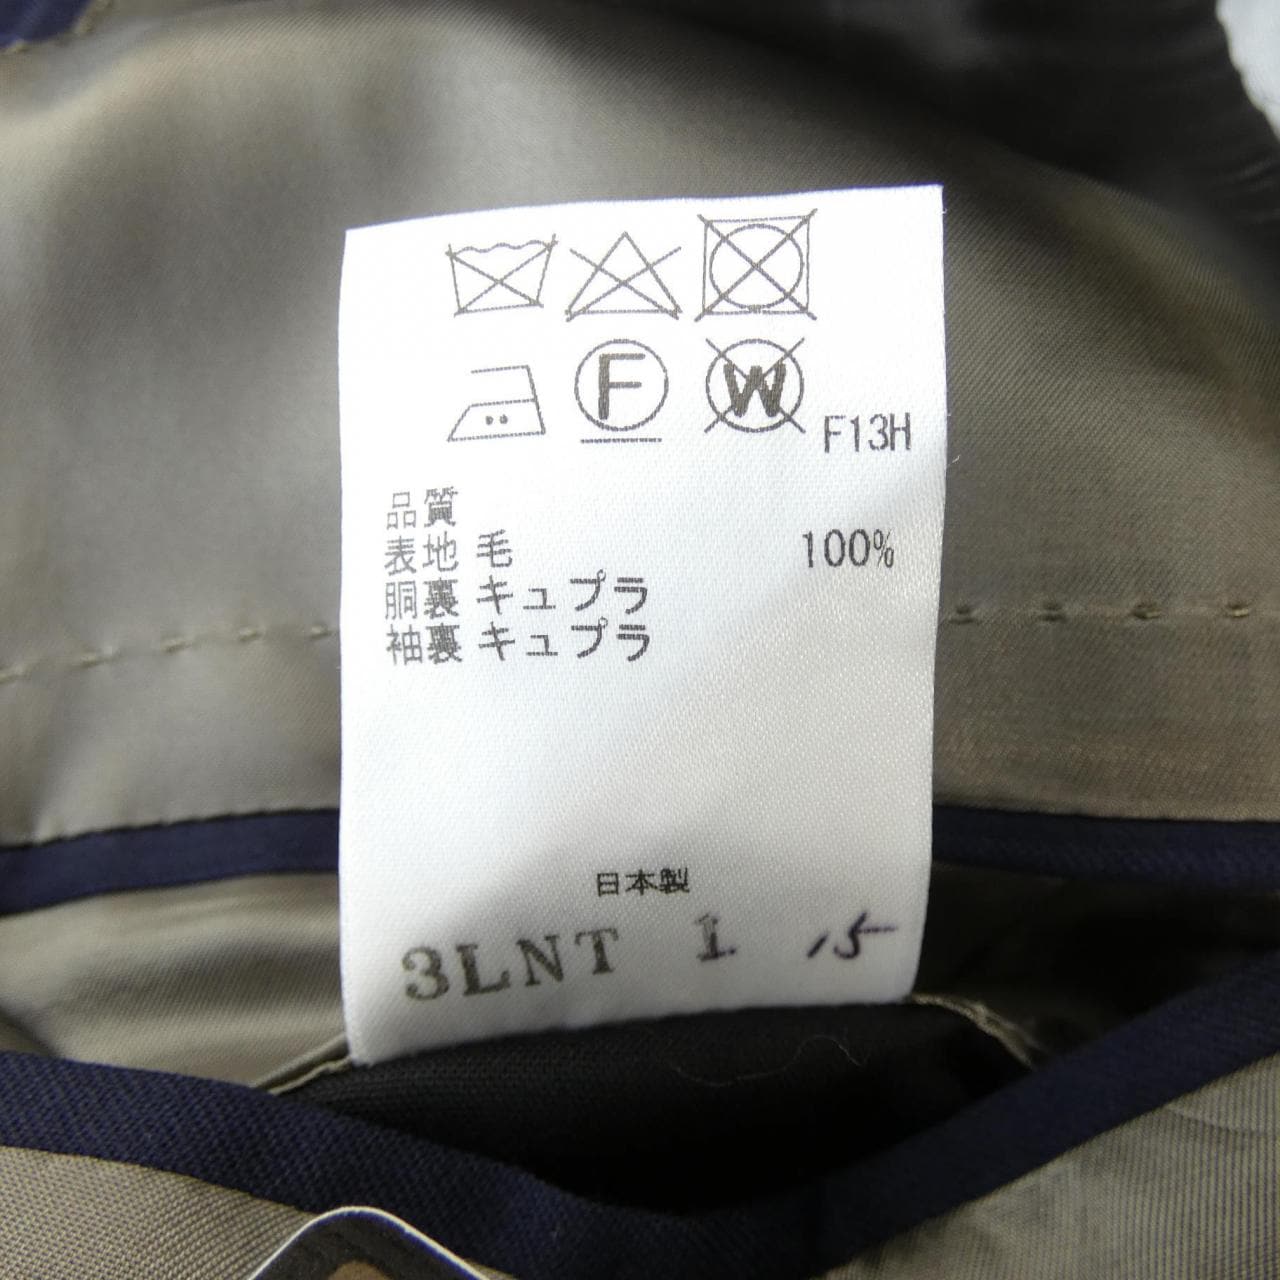 F W F13H
品質
表地 毛 100%
胴裏 キュプラ
袖裏 キュプラ
日本製
3LNT 1 15